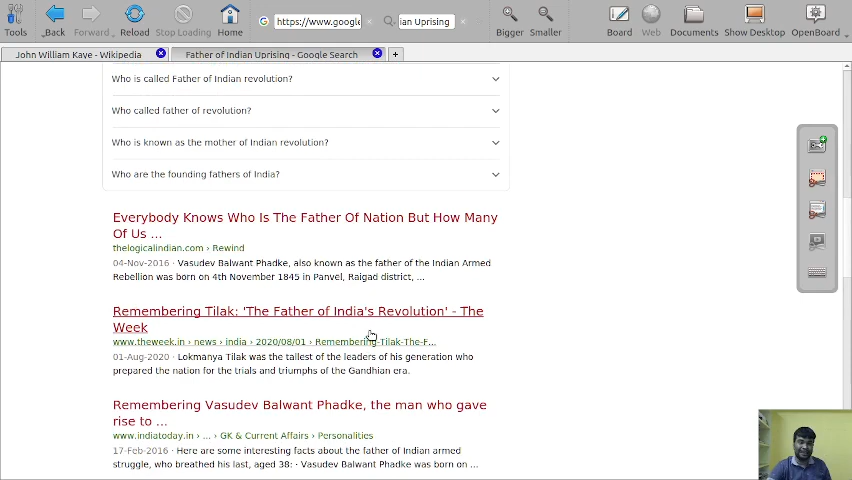 Tools Back Forward Reload Stop Loading Home https://www.google ian Uprising Bigger Smaller Board Web Documents Show Desktop OpenBoard
John William Kaye - Wikipedia Father of Indian Uprising - Google Search
Who is called Father of Indian revolution?
Who called father of revolution?
Who is known as the mother of Indian revolution?
Who are the founding fathers of India?
Everybody Knows Who Is The Father Of Nation But How Many
Of Us ...
thelogicalindian.com › Rewind
04-Nov-2016 · Vasudev Balwant Phadke, also known as the father of the Indian Armed
Rebellion was born on 4th November 1845 in Panvel, Raigad district, ...
Remembering Tilak: 'The Father of India's Revolution' - The
Week
www.theweek.in › news › india › 2020/08/01 › Remembering-Tilak-The-F...
01-Aug-2020 · Lokmanya Tilak was the tallest of the leaders of his generation who
prepared the nation for the trials and triumphs of the Gandhian era.
Remembering Vasudev Balwant Phadke, the man who gave
rise to ...
www.indiatoday.in › ... › GK & Current Affairs › Personalities
17-Feb-2016 · Here are some interesting facts about the father of Indian armed
struggle, who breathed his last, aged 38: · Vasudev Balwant Phadke was born on ...